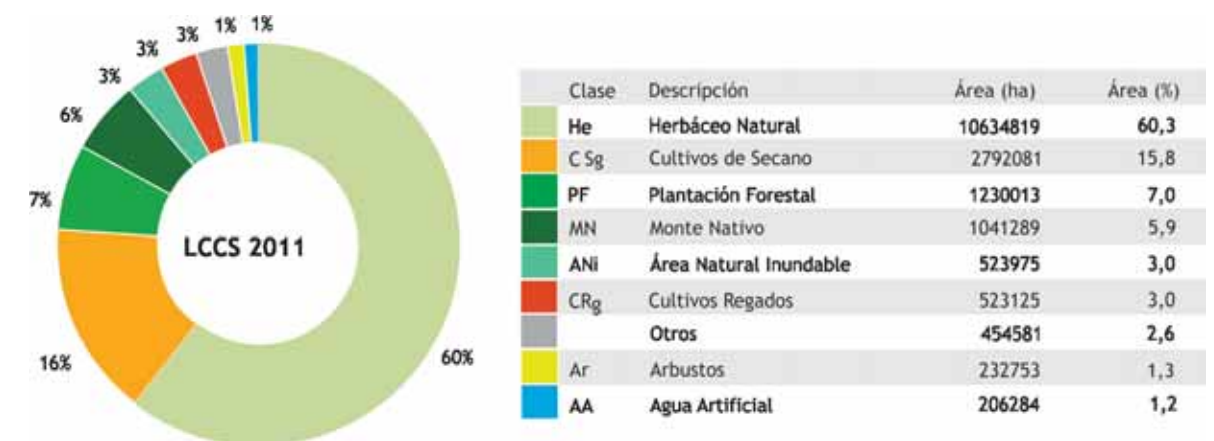 3% 3% 1% 1%
3%
6%
7%
16%
60%
LCCS 2011
Clase Descripción Área (ha) Área (%)
He Herbáceo Natural 10634819 60,3
C Sg Cultivos de Secano 2792081 15,8
PF Plantación Forestal 1230013 7,0
MN Monte Nativo 1041289 5,9
ANi Área Natural Inundable 523975 3,0
CRg Cultivos Regados 523125 3,0
Otros 454581 2,6
Ar Arbustos 232753 1,3
AA Agua Artificial 206284 1,2